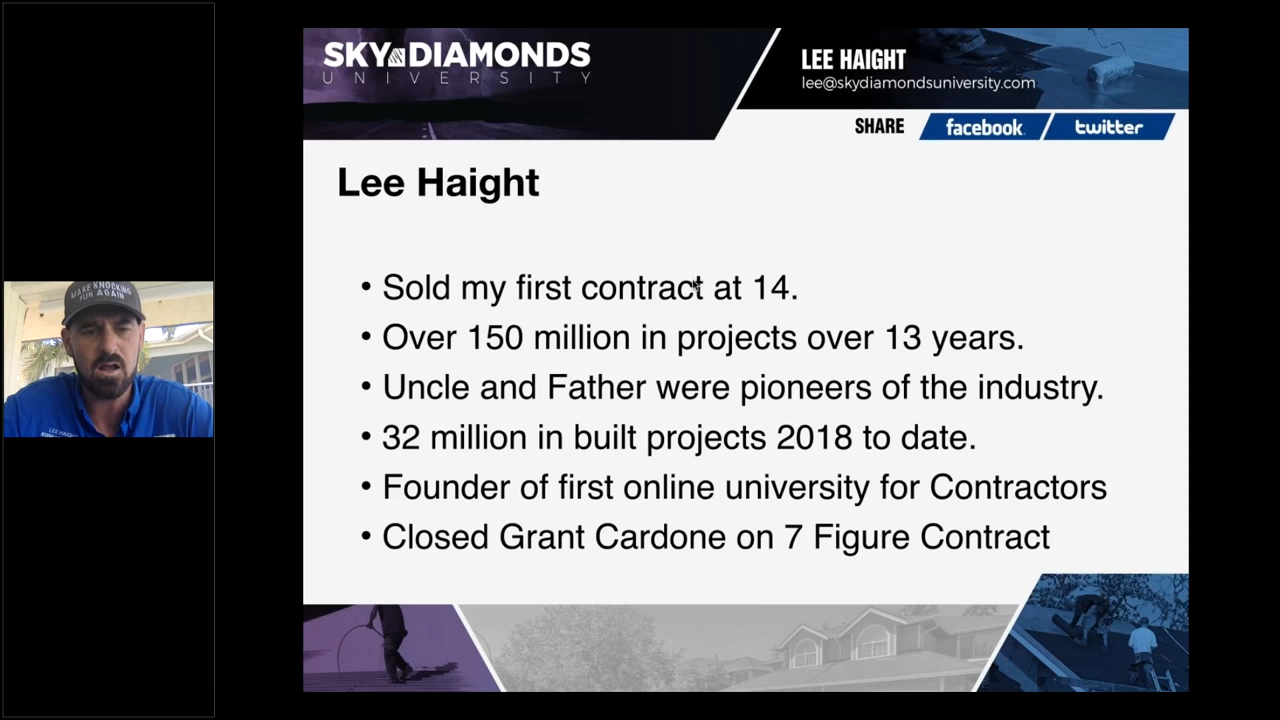 SKY DIAMONDS
UNIVERSITY
LEE HAIGHT
lee@skydiamondsuniversity.com
SHARE facebook twitter
Lee Haight
• Sold my first contract at 14.
• Over 150 million in projects over 13 years.
• Uncle and Father were pioneers of the industry.
• 32 million in built projects 2018 to date.
• Founder of first online university for Contractors
• Closed Grant Cardone on 7 Figure Contract
MAKE KNOCKING
FUN AGAIN
LEE HAIGHT